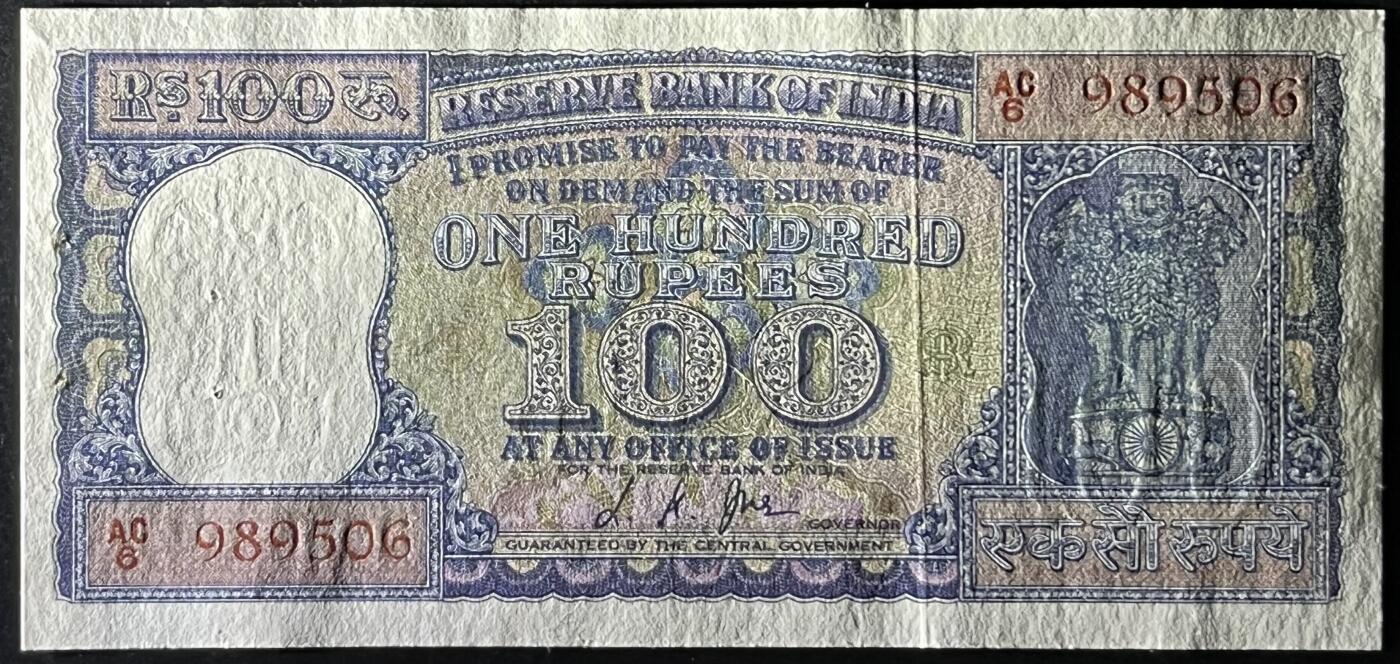 Rs. 100 रु.
RESERVE BANK OF INDIA
AC
6 989506
I PROMISE TO PAY THE BEARER
ON DEMAND THE SUM OF
ONE HUNDRED
RUPEES
100
AT ANY OFFICE OF ISSUE
FOR THE RESERVE BANK OF INDIA
GOVERNOR
GUARANTEED BY THE CENTRAL GOVERNMENT
AC
6 989506
एक सौ रुपये